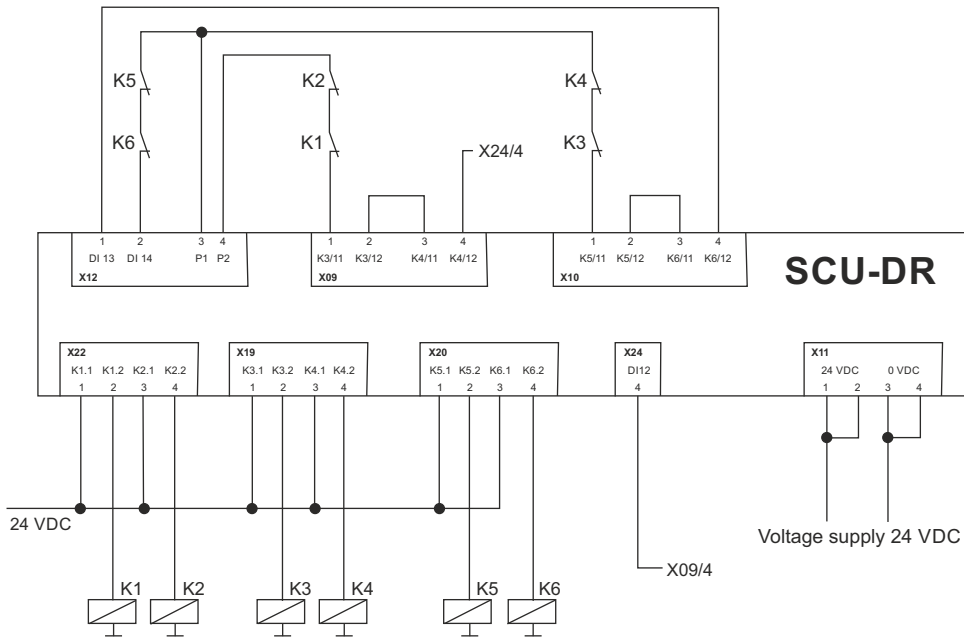 K5
K2
K4
K6
K1
X24/4
K3
1 2 3 4
DI 13 DI 14 P1 P2
X12
1 2 3 4
K3/11 K3/12 K4/11 K4/12
X09
1 2 3 4
K5/11 K5/12 K6/11 K6/12
X10
SCU-DR
X22
K1.1 K1.2 K2.1 K2.2
1 2 3 4
X19
K3.1 K3.2 K4.1 K4.2
1 2 3 4
X20
K5.1 K5.2 K6.1 K6.2
1 2 3 4
X24
DI12
4
X11
24 VDC 0 VDC
1 2 3 4
24 VDC
Voltage supply 24 VDC
X09/4
K1 K2 K3 K4 K5 K6